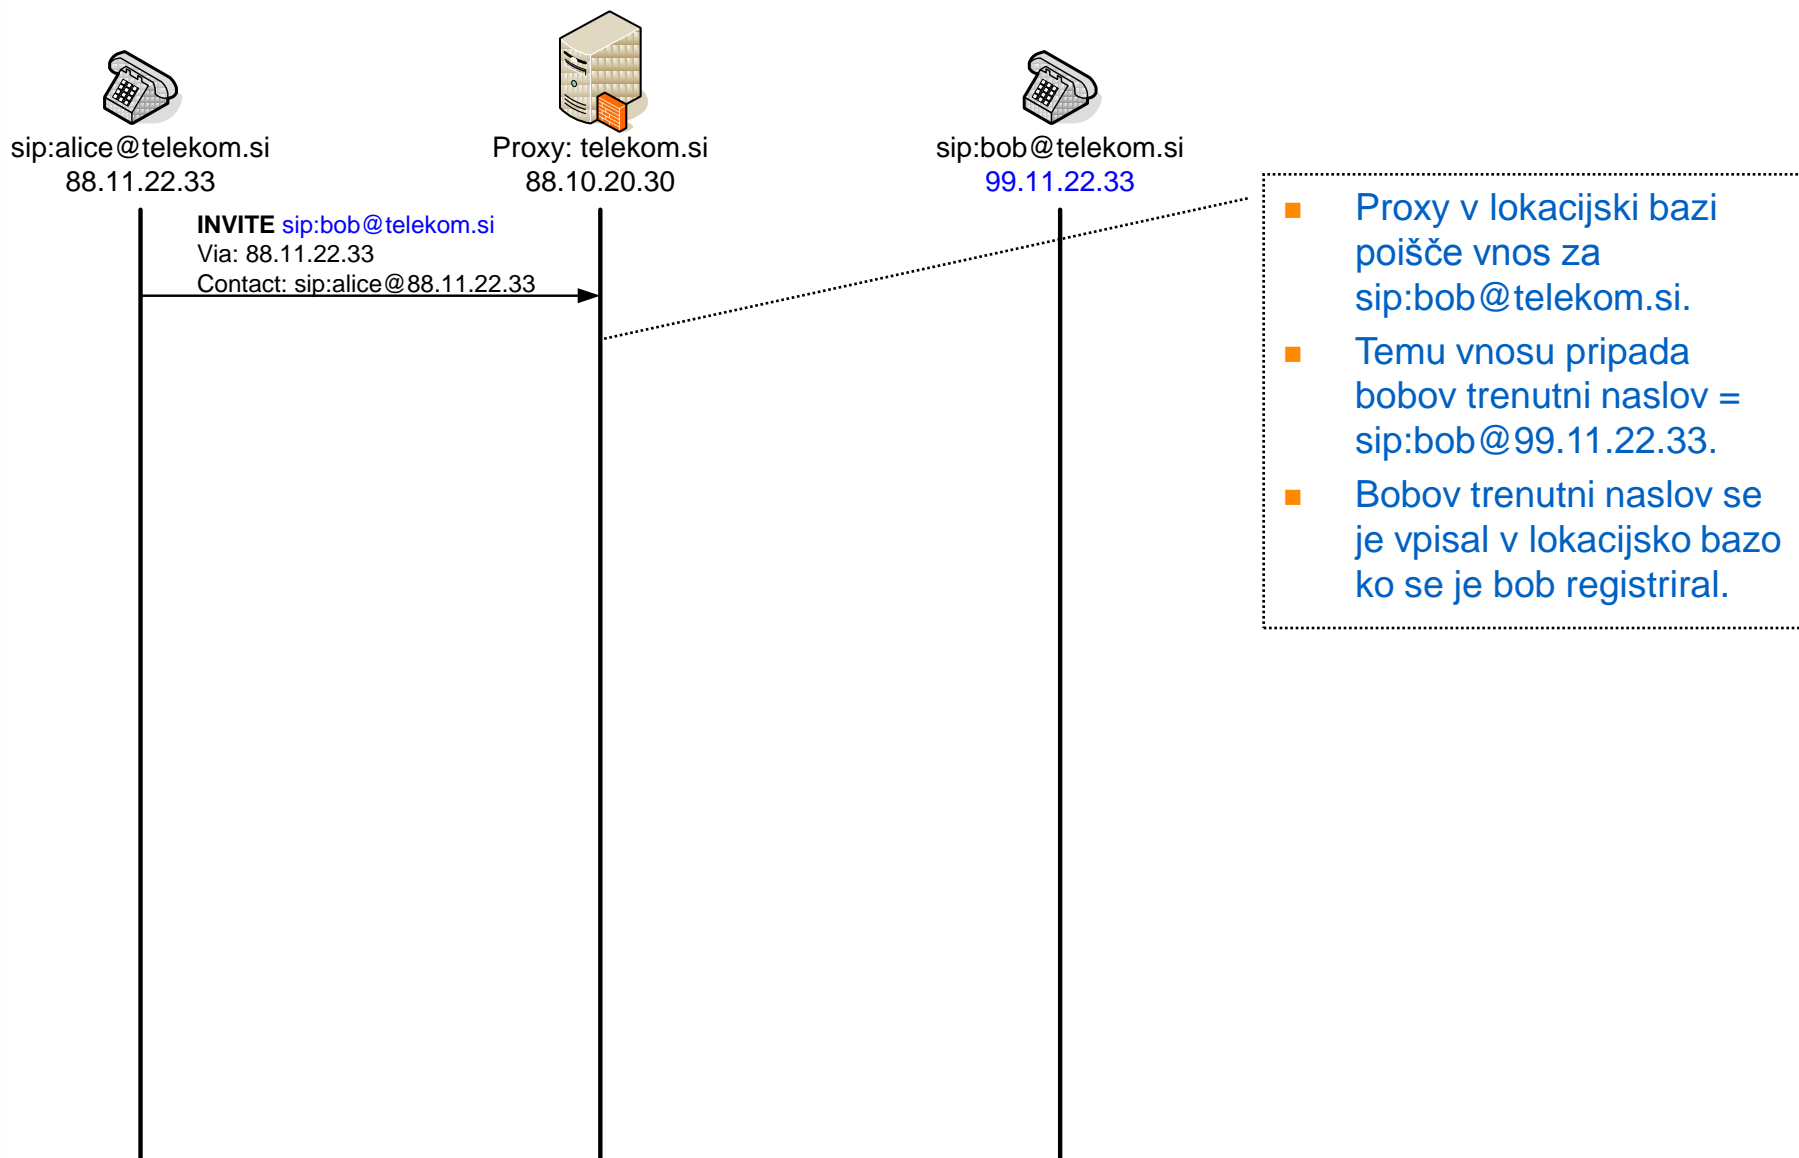 sip:alice@telekom.si
88.11.22.33
Proxy: telekom.si
88.10.20.30
sip:bob@telekom.si
99.11.22.33
INVITE sip:bob@telekom.si
Via: 88.11.22.33
Contact: sip:alice@88.11.22.33
Proxy v lokacijski bazi
poišče vnos za
sip:bob@telekom.si.
Temu vnosu pripada
bobov trenutni naslov =
sip:bob@99.11.22.33.
Bobov trenutni naslov se
je vpisal v lokacijsko bazo
ko se je bob registriral.